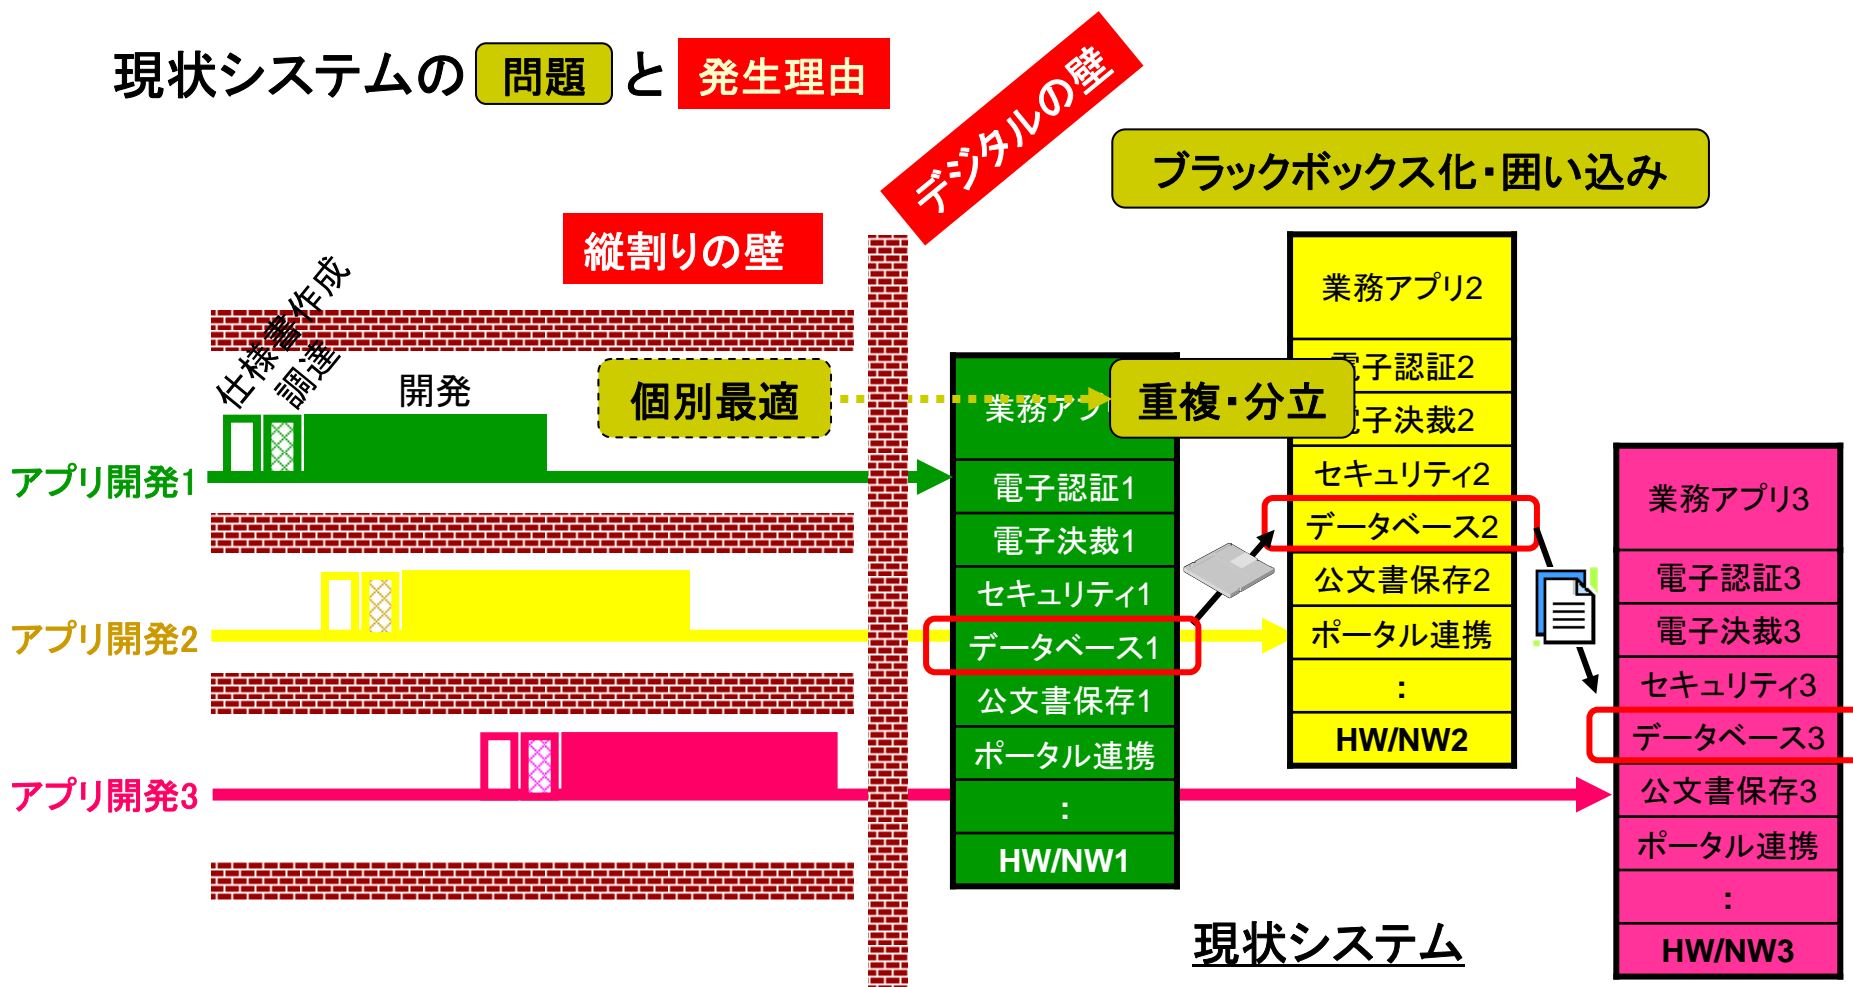 現状システムの 問題 と 発生理由
デジタルの壁
ブラックボックス化・囲い込み
縦割りの壁
仕様書作成
調達
開発
個別最適
重複・分立
アプリ開発1
アプリ開発2
アプリ開発3
業務アプ
電子認証1
電子決裁1
セキュリティ1
データベース1
公文書保存1
ポータル連携
:
HW/NW1
業務アプリ2
電子認証2
電子決裁2
セキュリティ2
データベース2
公文書保存2
ポータル連携
:
HW/NW2
業務アプリ3
電子認証3
電子決裁3
セキュリティ3
データベース3
公文書保存3
ポータル連携
:
HW/NW3
現状システム